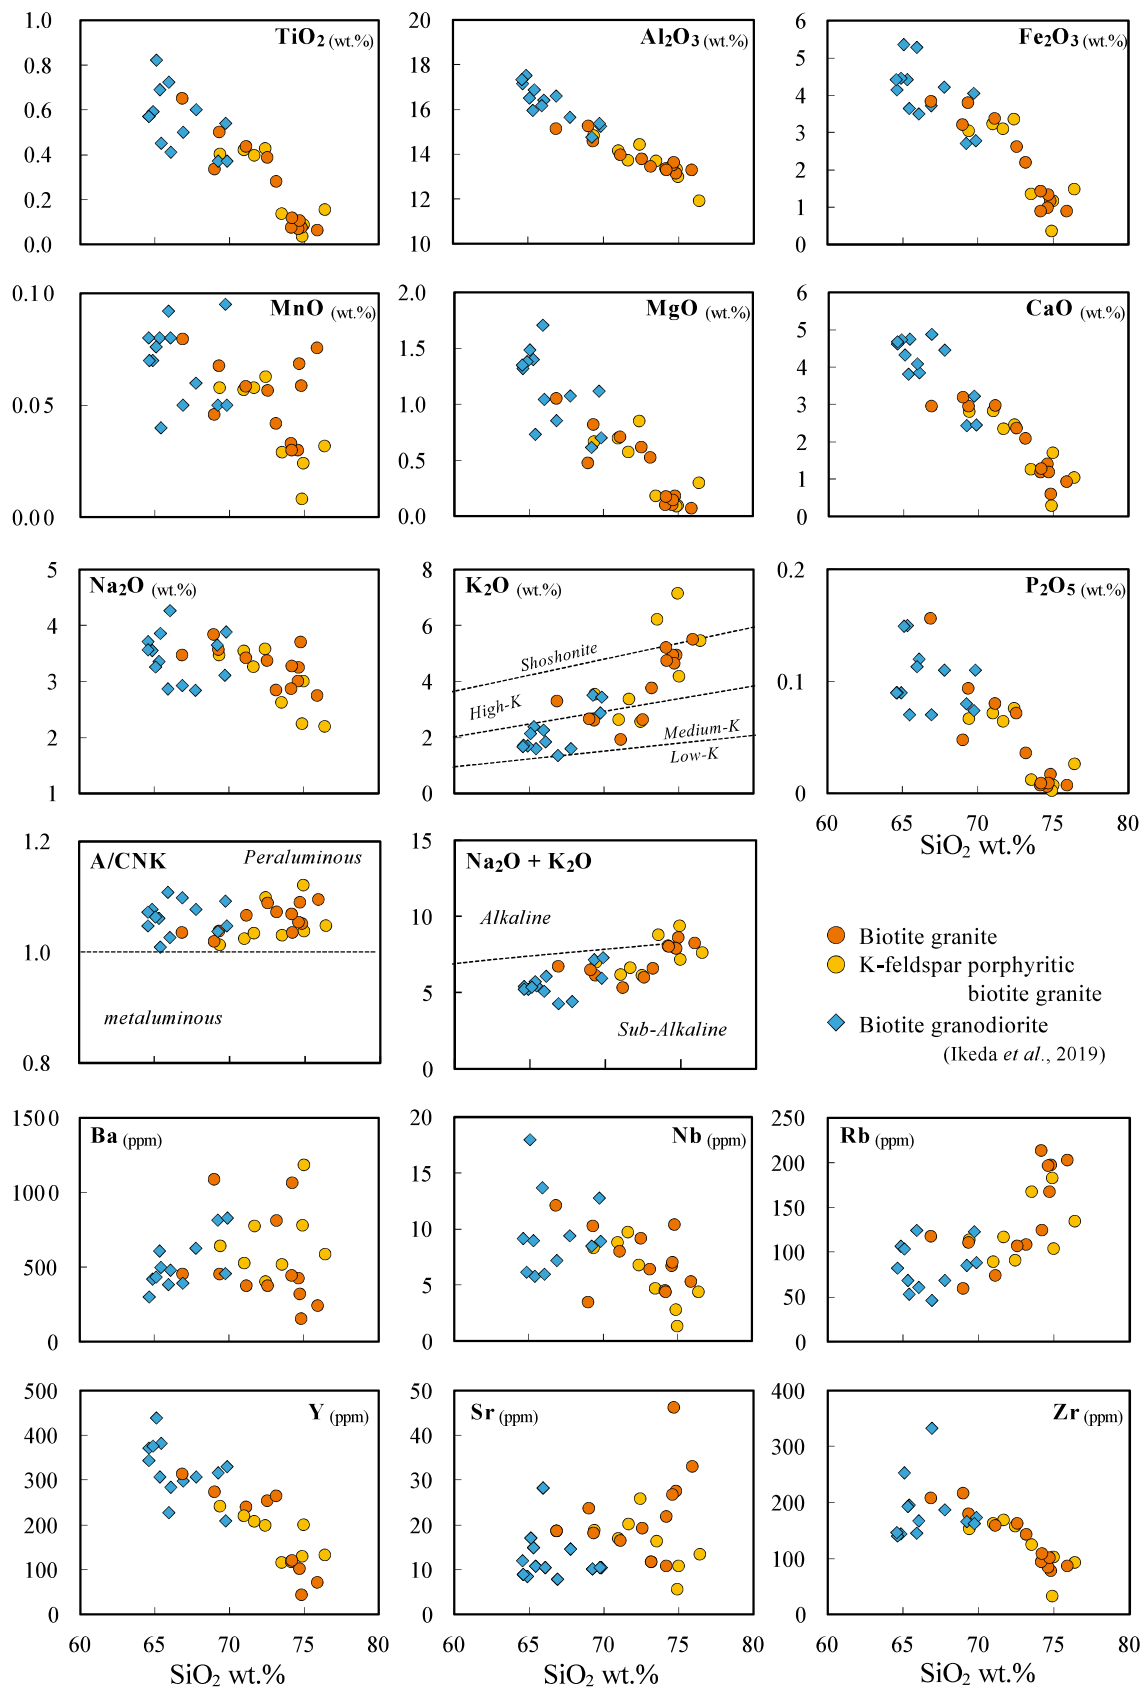 TiO2 (wt.%)
1.0
0.8
0.6
0.4
0.2
0.0
Al2O3 (wt.%)
20
18
16
14
12
10
Fe2O3 (wt.%)
6
5
4
3
2
1
0
MnO (wt.%)
0.10
0.05
0.00
MgO (wt.%)
2.0
1.5
1.0
0.5
0.0
CaO (wt.%)
6
5
4
3
2
1
0
Na2O (wt.%)
5
4
3
2
1
K2O (wt.%)
8
6
4
2
0
Shoshonite
High-K
Medium-K
Low-K
P2O5 (wt.%)
0.2
0.1
0
60 65 70 75 80
SiO2 wt.%
A/CNK
Peraluminous
metaluminous
1.2
1.0
0.8
Na2O + K2O
Alkaline
Sub-Alkaline
15
10
5
0
Biotite granite
K-feldspar porphyritic
biotite granite
Biotite granodiorite
(Ikeda et al., 2019)
Ba (ppm)
1500
1000
500
0
Nb (ppm)
20
15
10
5
0
Rb (ppm)
250
200
150
100
50
0
Y (ppm)
500
400
300
200
100
0
60 65 70 75 80
SiO2 wt.%
Sr (ppm)
50
40
30
20
10
0
60 65 70 75 80
SiO2 wt.%
Zr (ppm)
400
300
200
100
0
60 65 70 75 80
SiO2 wt.%